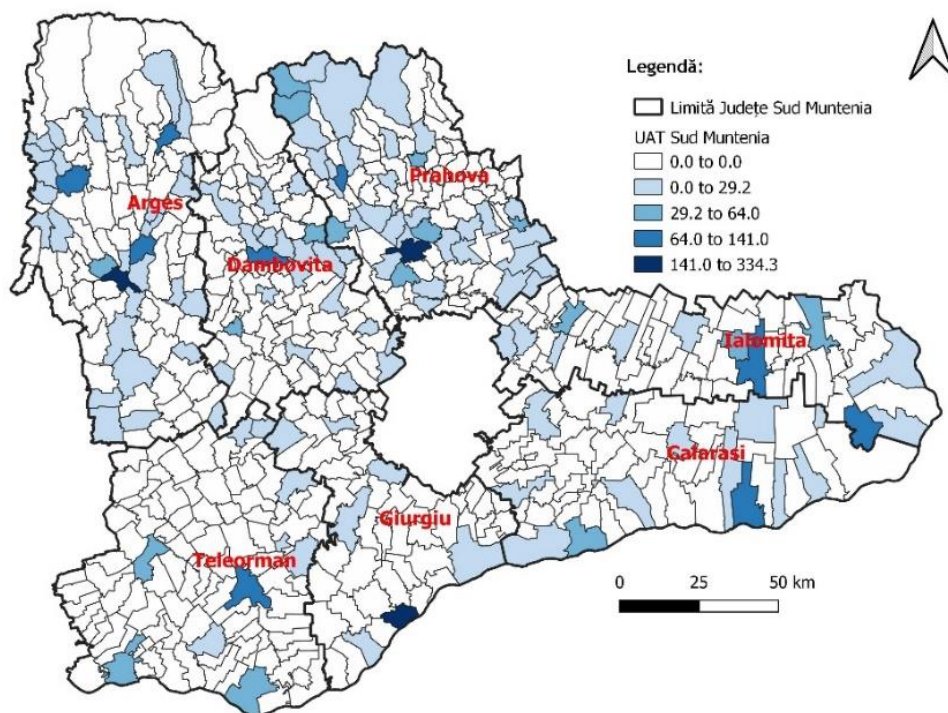 Legendă:
Limită Județe Sud Muntenia
UAT Sud Muntenia
0.0 to 0.0
0.0 to 29.2
29.2 to 64.0
64.0 to 141.0
141.0 to 334.3
Prahova
Arges
Dambovita
Ialomita
Calarasi
Giurgiu
Teleorman
0 25 50 km